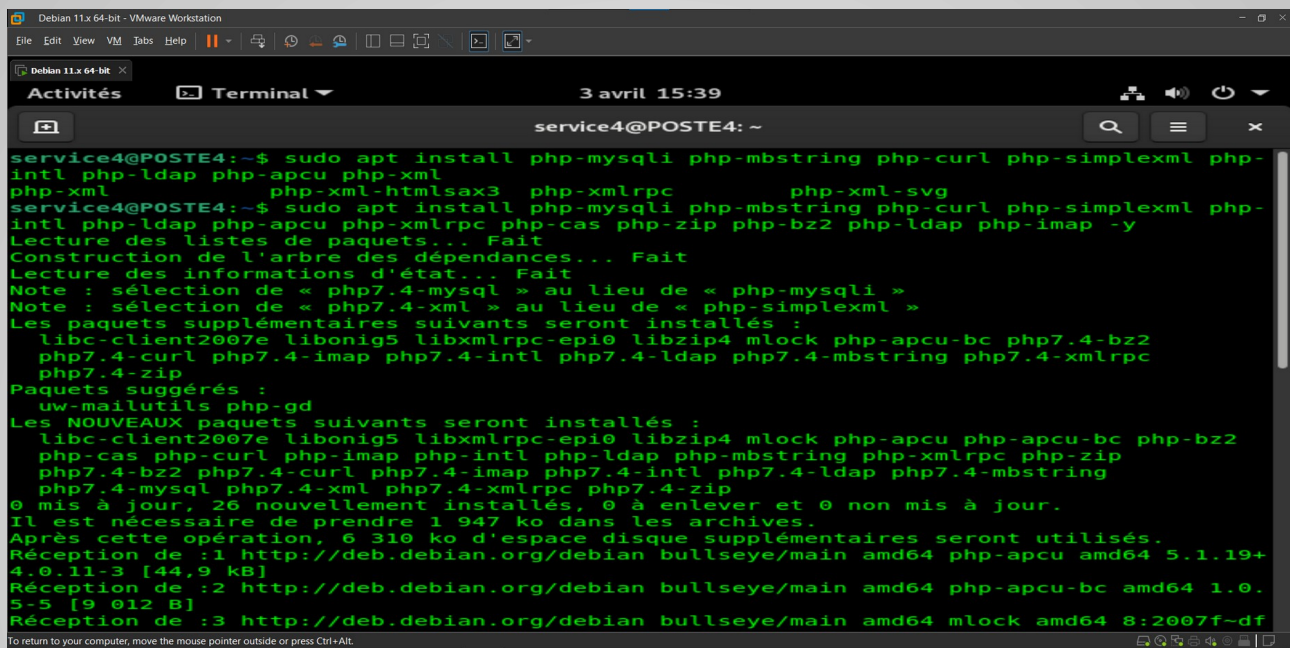 Debian 11.x 64-bit - VMware Workstation
File Edit View VM Tabs Help
Debian 11.x 64-bit
Activités Terminal 3 avril 15:39
service4@POSTE4: ~
service4@POSTE4:~$ sudo apt install php-mysqli php-mbstring php-curl php-simplexml php-
intl php-ldap php-apcu php-xml
php-xml php-xml-htmlsax3 php-xmlrpc php-xml-svg
service4@POSTE4:~$ sudo apt install php-mysqli php-mbstring php-curl php-simplexml php-
intl php-ldap php-apcu php-xmlrpc php-cas php-zip php-bz2 php-ldap php-imap -y
Lecture des listes de paquets... Fait
Construction de l'arbre des dépendances... Fait
Lecture des informations d'état... Fait
Note : sélection de « php7.4-mysql » au lieu de « php-mysqli »
Note : sélection de « php7.4-xml » au lieu de « php-simplexml »
Les paquets supplémentaires suivants seront installés :
libc-client2007e libonig5 libxmlrpc-epi0 libzip4 mlock php-apcu-bc php7.4-bz2
php7.4-curl php7.4-imap php7.4-intl php7.4-ldap php7.4-mbstring php7.4-xmlrpc
php7.4-zip
Paquets suggérés :
uw-mailutils php-gd
Les NOUVEAUX paquets suivants seront installés :
libc-client2007e libonig5 libxmlrpc-epi0 libzip4 mlock php-apcu php-apcu-bc php-bz2
php-cas php-curl php-imap php-intl php-ldap php-mbstring php-xmlrpc php-zip
php7.4-bz2 php7.4-curl php7.4-imap php7.4-intl php7.4-ldap php7.4-mbstring
php7.4-mysql php7.4-xml php7.4-xmlrpc php7.4-zip
0 mis à jour, 26 nouvellement installés, 0 à enlever et 0 non mis à jour.
Il est nécessaire de prendre 1 947 ko dans les archives.
Après cette opération, 6 310 ko d'espace disque supplémentaires seront utilisés.
Réception de :1 http://deb.debian.org/debian bullseye/main amd64 php-apcu amd64 5.1.19+
4.0.11-3 [44,9 kB]
Réception de :2 http://deb.debian.org/debian bullseye/main amd64 php-apcu-bc amd64 1.0.
5-5 [9 012 B]
Réception de :3 http://deb.debian.org/debian bullseye/main amd64 mlock amd64 8:2007f~df
To return to your computer, move the mouse pointer outside or press Ctrl+Alt.